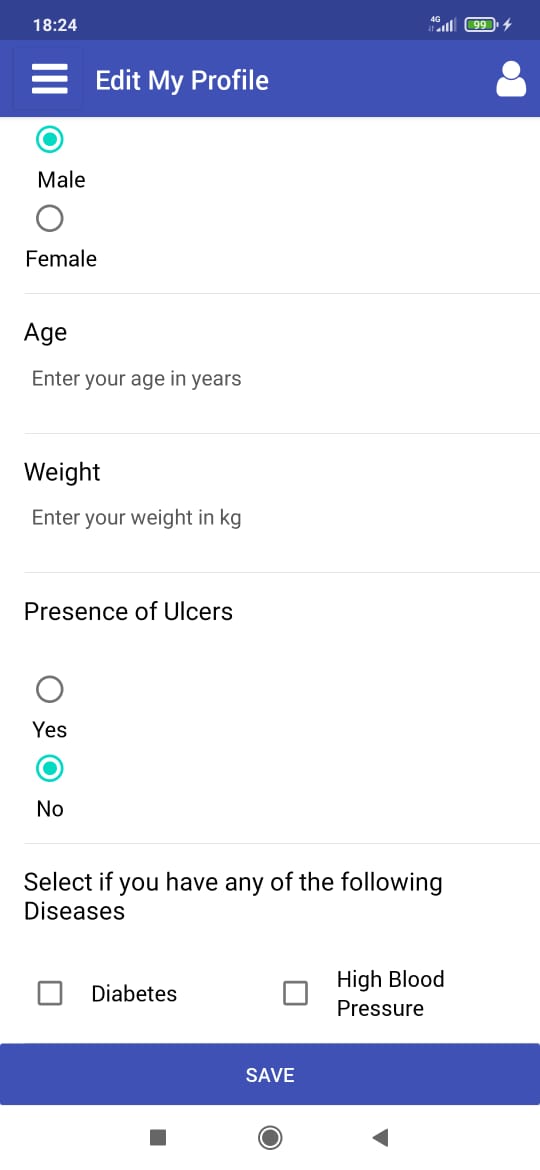 18:24
4G
99
Edit My Profile
Male
Female
Age
Enter your age in years
Weight
Enter your weight in kg
Presence of Ulcers
Yes
No
Select if you have any of the following
Diseases
Diabetes
High Blood
Pressure
SAVE